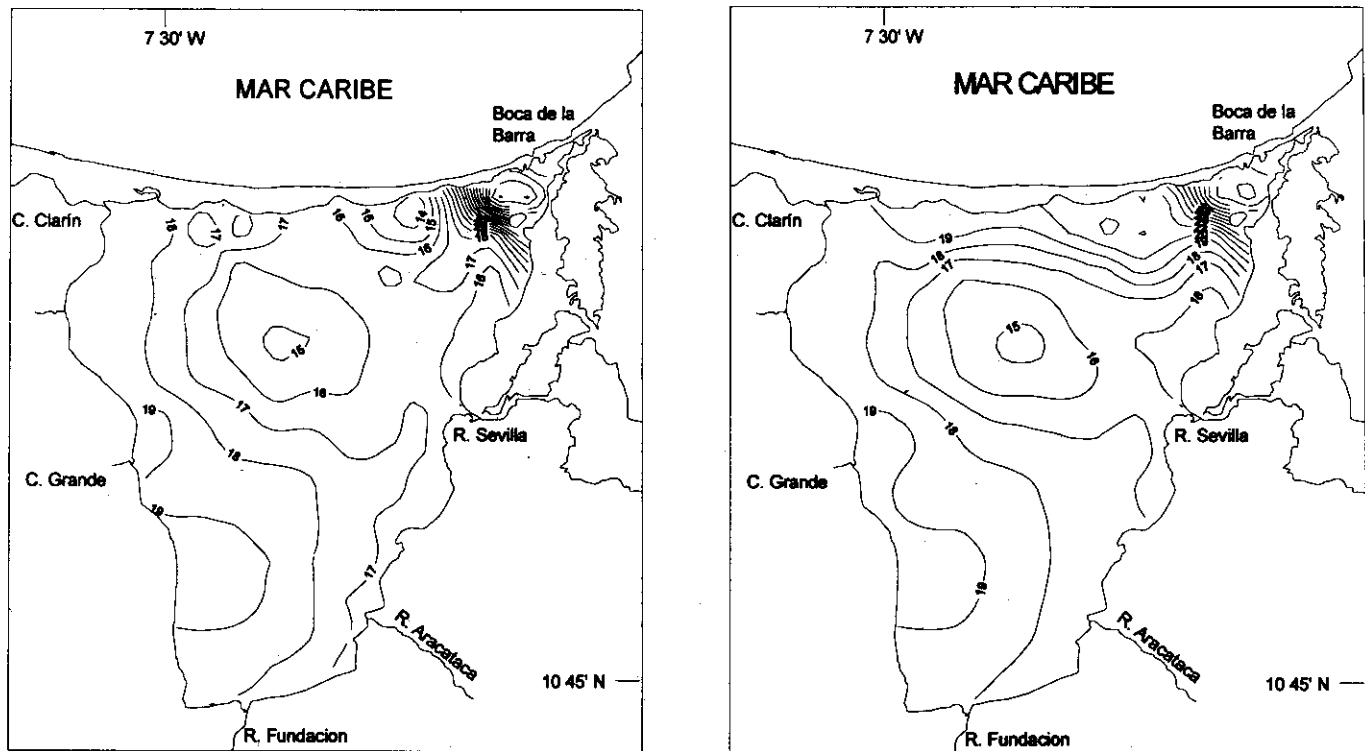 7 30' W
MAR CARIBE
Boca de la
Barra
C. Clarín
16
17
17
16
16
14
15
16
17
16
15
16
17
18
19
19
17
C. Grande
R. Sevilla
R. Aracataca
10 45' N
R. Fundacion
7 30' W
MAR CARIBE
Boca de la
Barra
C. Clarín
19
18
17
18
17
16
15
16
19
18
19
C. Grande
R. Sevilla
R. Aracataca
10 45' N
R. Fundacion